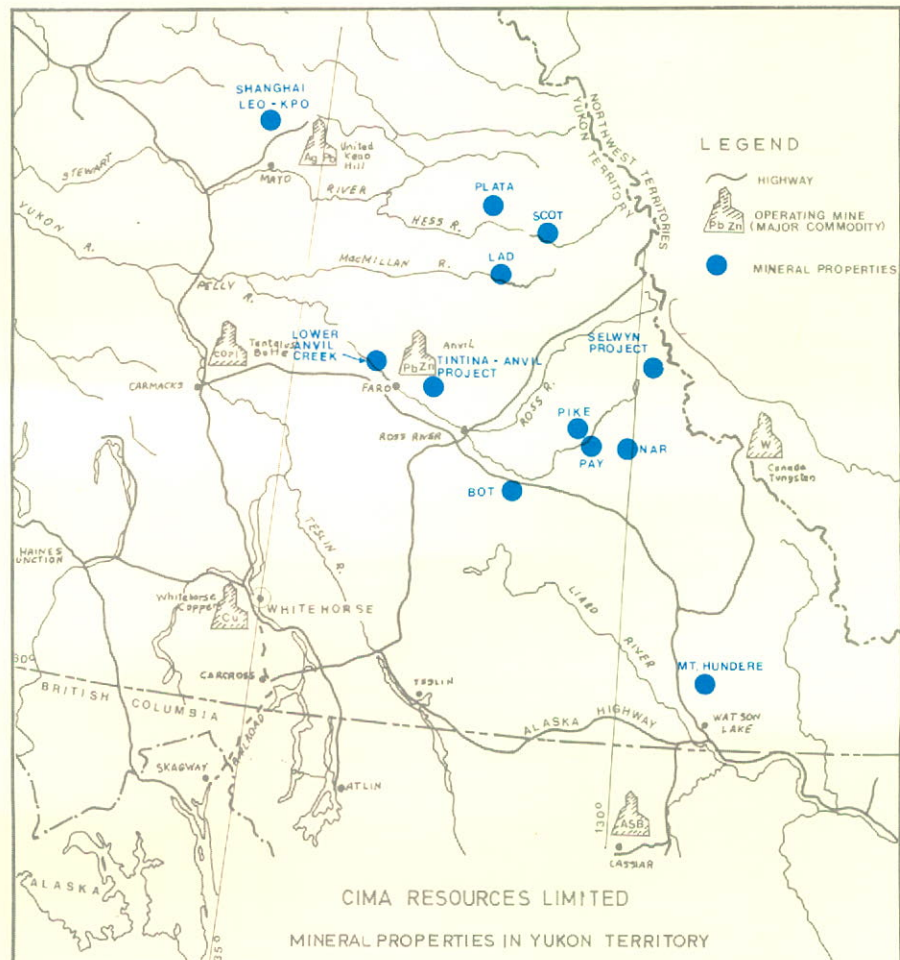 SHANGHAI
LEO - KPO
United
Keno
Hill
Ag Pb
MAYO
STEWART
RIVER
NORTHWEST TERRITORIES
YUKON TERRITORY
LEGEND
HIGHWAY
Pb Zn
OPERATING MINE
(MAJOR COMMODITY)
MINERAL PROPERTIES
PLATA
HESS R.
SCOT
YUKON
R.
LAD
MacMILLAN R.
PELLY
R.
Tantalus
Butte
LOWER
ANVIL
CREEK
Anvil
Pb Zn
TINTINA - ANVIL
PROJECT
SELWYN
PROJECT
CARMACKS
FARO
ROSS R.
ROSS RIVER
PIKE
PAY
NAR
W
Canada
Tungsten
BOT
TESLIN R.
HAINES
JUNCTION
Whitehorse
Copper
Cu
WHITEHORSE
LIARD
RIVER
60°
CARCROSS
BRITISH COLUMBIA
TESLIN
MT. HUNDERE
ALASKA HIGHWAY
WATSON
LAKE
RAILROAD
SKAGWAY
ATLIN
130°
ASB.
CASSIAR
ALASKA
135°
CIMA RESOURCES LIMITED
MINERAL PROPERTIES IN YUKON TERRITORY